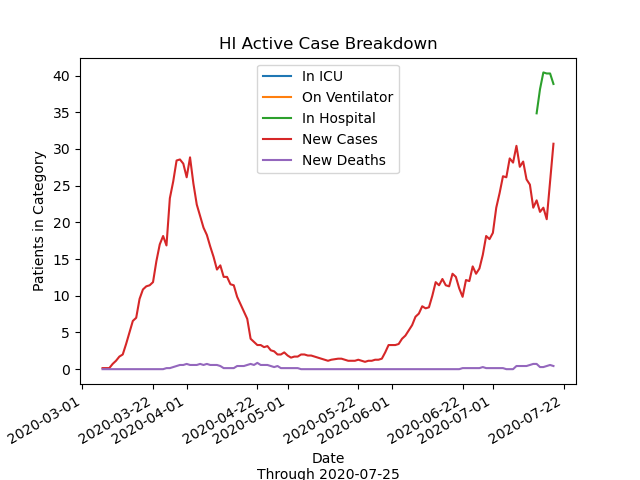 HI Active Case Breakdown
In ICU
On Ventilator
In Hospital
New Cases
New Deaths
Patients in Category
40
35
30
25
20
15
10
5
0
2020-03-01
2020-03-22
2020-04-01
2020-04-22
2020-05-01
2020-05-22
2020-06-01
2020-06-22
2020-07-01
2020-07-22
Date
Through 2020-07-25